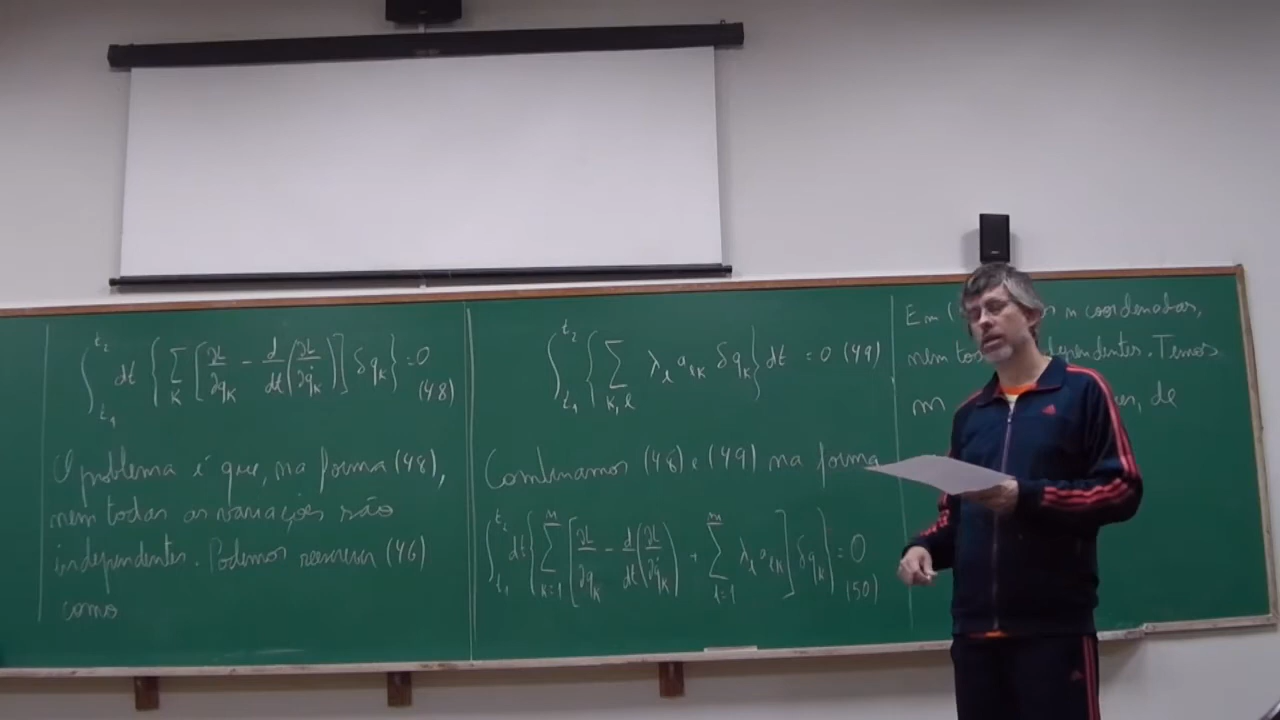 ∫_{t₁}^{t₂} dt { Σ_K [ ∂L/∂q_K − d/dt ( ∂L/∂q̇_K ) ] δq_K } = 0
(48)
O problema é que, na forma (48),
nem todas as variações são
independentes. Podemos reescrever (46)
como
∫_{t₁}^{t₂} { Σ_{K,l} λ_l a_{lK} δq_K } dt = 0 (49)
Combinamos (48) e (49) na forma
∫_{t₁}^{t₂} dt { Σ_{K=1}^{n} [ ∂L/∂q_K − d/dt ( ∂L/∂q̇_K ) + Σ_{l=1}^{m} λ_l a_{lK} ] δq_K } = 0
(50)
Em ( n coordenadas,
nem independentes. Temos
m de